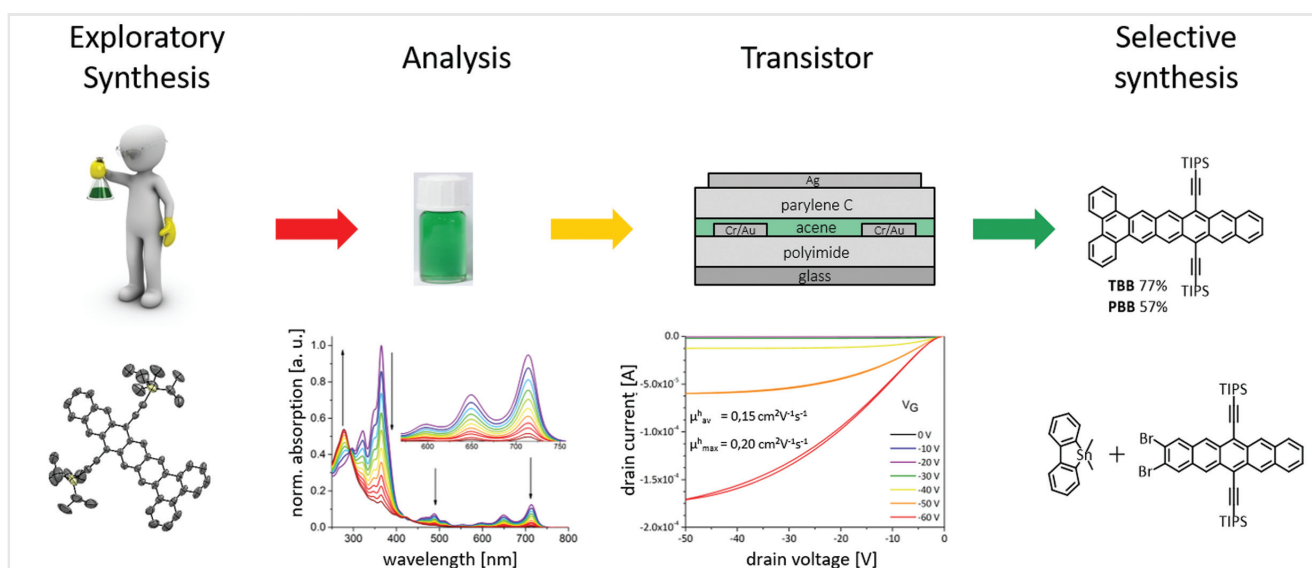 Exploratory
Synthesis
Analysis
Transistor
Selective
synthesis
Ag
parylene C
acene
Cr/Au
Cr/Au
polyimide
glass
TIPS
TIPS
TBB 77%
PBB 57%
norm. absorption [a. u.]
1.0
0.8
0.6
0.4
0.2
0.0
600
650
700
750
300
400
500
600
700
800
wavelength [nm]
drain current [A]
0.0
-5.0x10⁻⁵
-1.0x10⁻⁴
-1.5x10⁻⁴
-2.0x10⁻⁴
μʰav = 0,15 cm²V⁻¹s⁻¹
μʰmax = 0,20 cm²V⁻¹s⁻¹
VG
0 V
-10 V
-20 V
-30 V
-40 V
-50 V
-60 V
-50
-40
-30
-20
-10
0
drain voltage [V]
Sn
+
TIPS
Br
Br
TIPS